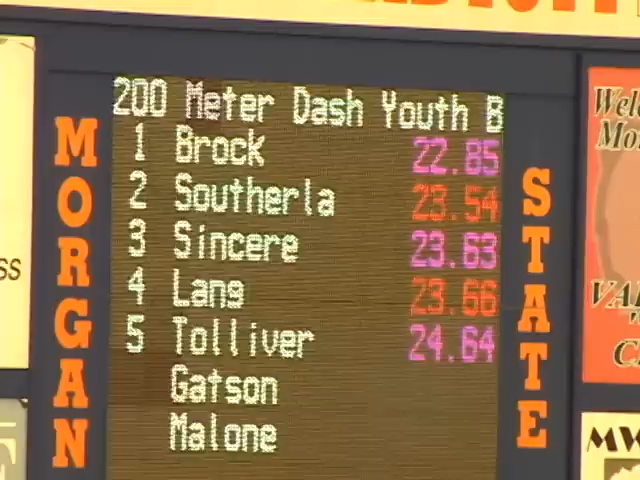 200 Meter Dash Youth B
1 Brock 22.85
2 Southerla 23.54
3 Sincere 23.63
4 Lang 23.66
5 Tolliver 24.64
Gatson
Malone
MORGAN
STATE